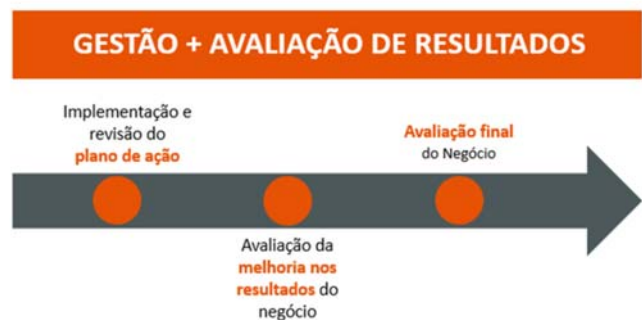 GESTÃO + AVALIAÇÃO DE RESULTADOS
Implementação e
revisão do
plano de ação
Avaliação da
melhoria nos
resultados do
negócio
Avaliação final
do Negócio